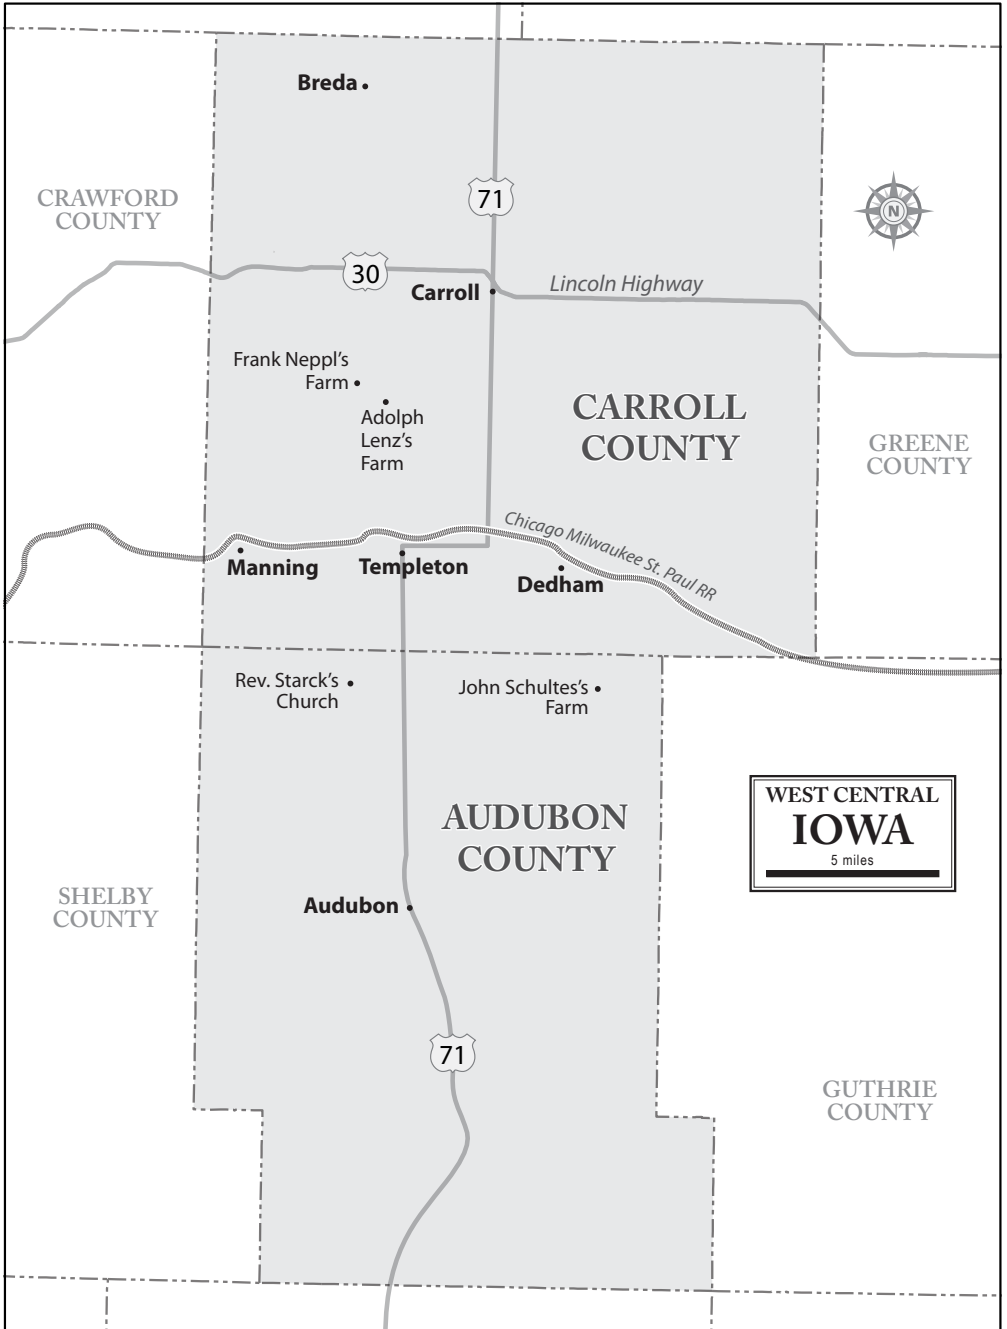 Breda
71
CRAWFORD
COUNTY
N
30
Lincoln Highway
Carroll
Frank Neppl's
Farm
Adolph
Lenz's
Farm
CARROLL
COUNTY
GREENE
COUNTY
Chicago Milwaukee St. Paul RR
Manning
Templeton
Dedham
Rev. Starck's
Church
John Schultes's
Farm
WEST CENTRAL
IOWA
5 miles
AUDUBON
COUNTY
SHELBY
COUNTY
Audubon
71
GUTHRIE
COUNTY